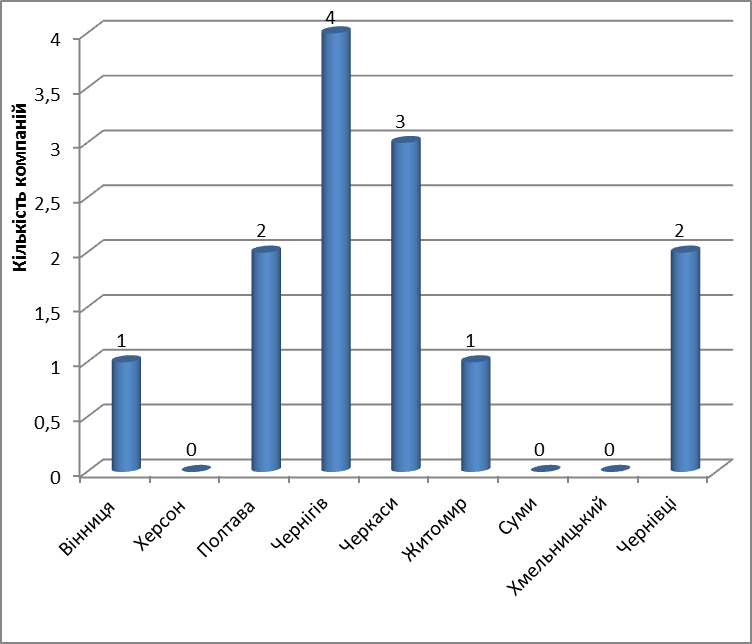 Кількість компаній
4
3,5
3
2,5
2
1,5
1
0,5
0
1
0
2
4
3
1
0
0
2
Вінниця
Херсон
Полтава
Чернігів
Черкаси
Житомир
Суми
Хмельницький
Чернівці